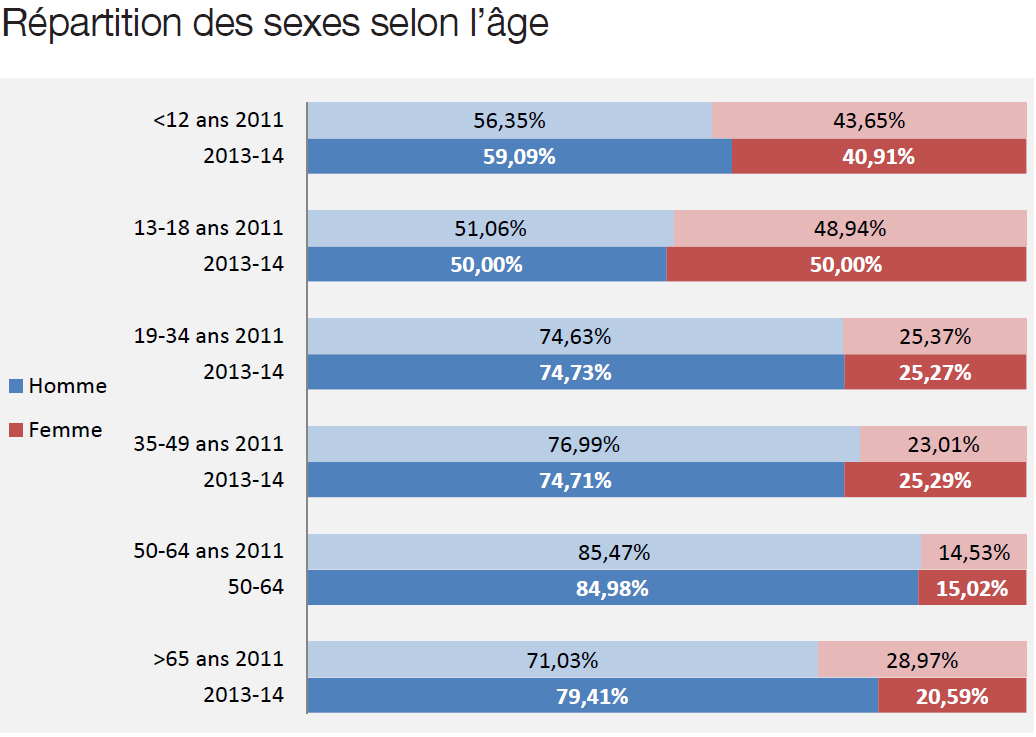 Répartition des sexes selon l’âge
<12 ans 2011 56,35% 43,65%
2013-14 59,09% 40,91%
13-18 ans 2011 51,06% 48,94%
2013-14 50,00% 50,00%
19-34 ans 2011 74,63% 25,37%
2013-14 74,73% 25,27%
Homme
Femme
35-49 ans 2011 76,99% 23,01%
2013-14 74,71% 25,29%
50-64 ans 2011 85,47% 14,53%
50-64 84,98% 15,02%
>65 ans 2011 71,03% 28,97%
2013-14 79,41% 20,59%